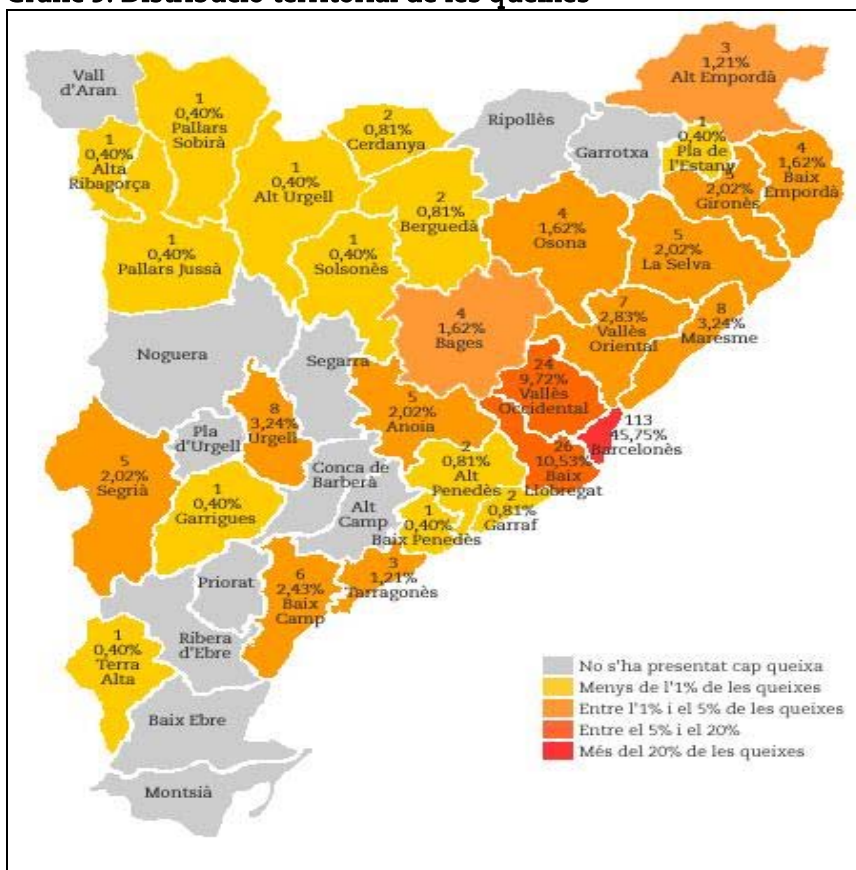 Gràfic 9. Distribució territorial de les queixes
Vall
d'Aran
1
0,40%
Pallars
Sobirà
1
0,40%
Alta
Ribagorça
2
0,81%
Cerdanya
Ripollès
Garrotxa
3
1,21%
Alt Empordà
1
0,40%
Pla de
l'Estany
4
1,62%
Baix
Empordà
5
2,02%
Gironès
1
0,40%
Alt Urgell
2
0,81%
Berguedà
4
1,62%
Osona
5
2,02%
La Selva
1
0,40%
Pallars Jussà
1
0,40%
Solsonès
4
1,62%
Bages
7
2,83%
Vallès
Oriental
8
3,24%
Maresme
Noguera
Segarra
24
9,72%
Vallès
Occidental
113
45,75%
Barcelonès
8
3,24%
Urgell
5
2,02%
Anoia
Pla
d'Urgell
26
10,53%
Baix
Llobregat
5
2,02%
Segrià
1
0,40%
Garrigues
Conca de
Barberà
2
0,81%
Alt
Penedès
2
0,81%
Garraf
Alt
Camp
1
0,40%
Baix Penedès
Priorat
6
2,43%
Baix
Camp
3
1,21%
Tarragonès
Ribera
d'Ebre
1
0,40%
Terra
Alta
Baix Ebre
Montsià
No s'ha presentat cap queixa
Menys de l'1% de les queixes
Entre l'1% i el 5% de les queixes
Entre el 5% i el 20%
Més del 20% de les queixes